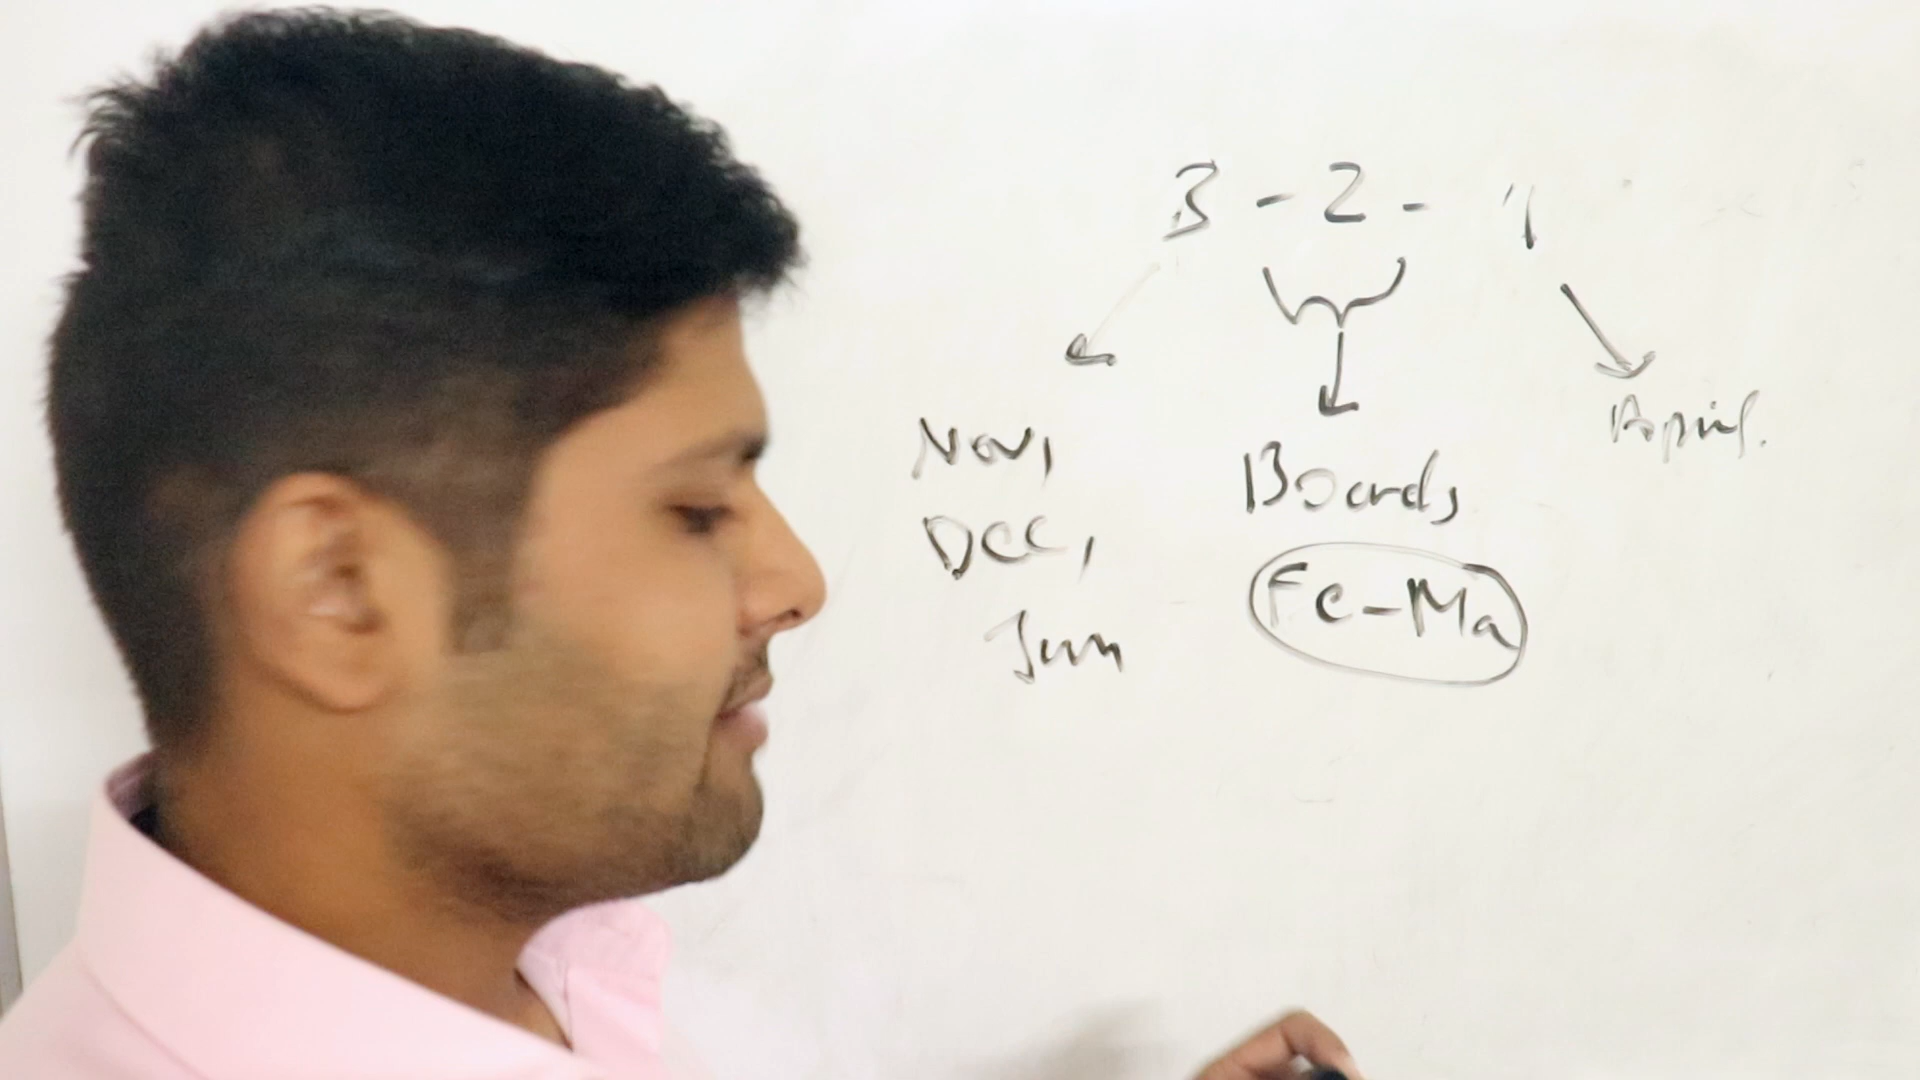 3 - 2 - 1
Nov,
Dec,
Jan
Boards
Fe-Ma
April.